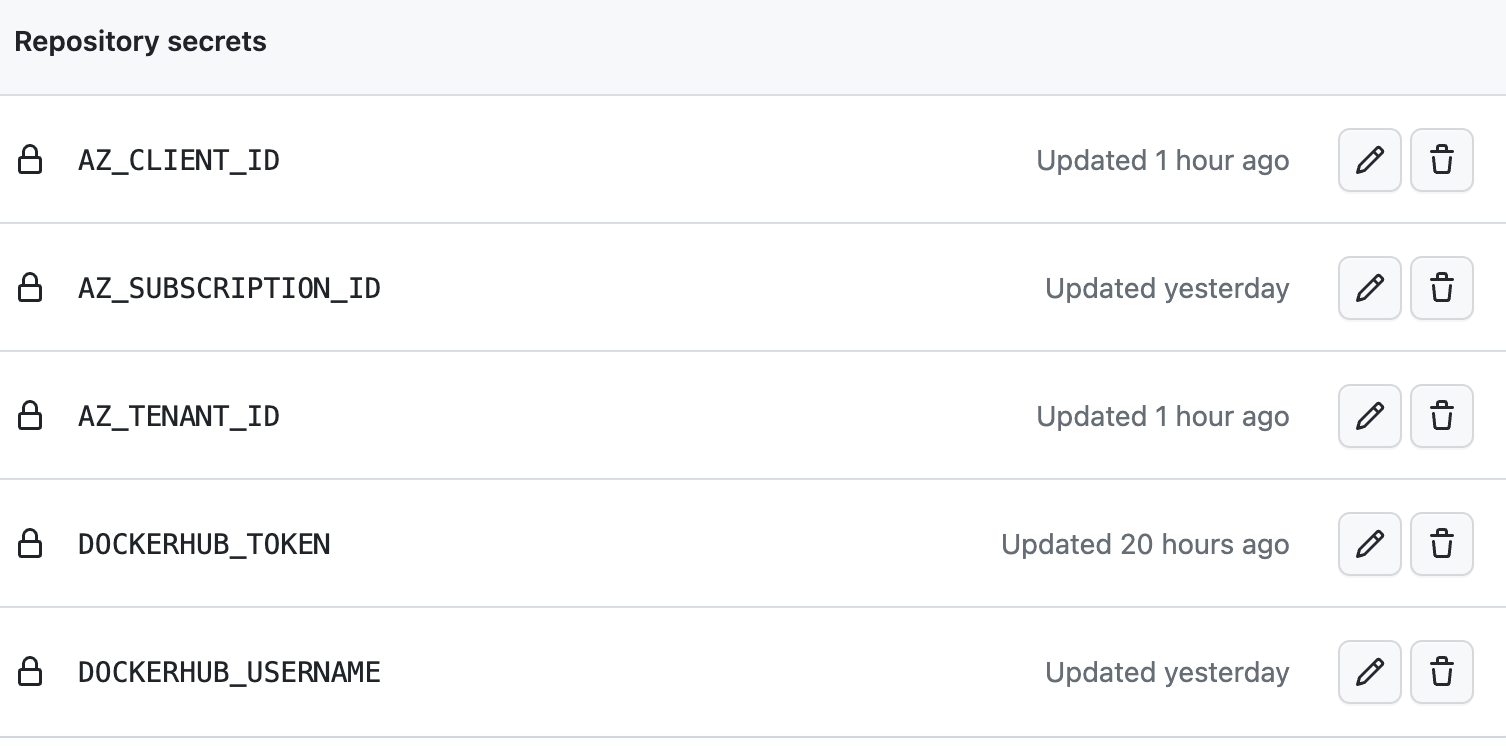 Repository secrets
AZ_CLIENT_ID Updated 1 hour ago
AZ_SUBSCRIPTION_ID Updated yesterday
AZ_TENANT_ID Updated 1 hour ago
DOCKERHUB_TOKEN Updated 20 hours ago
DOCKERHUB_USERNAME Updated yesterday